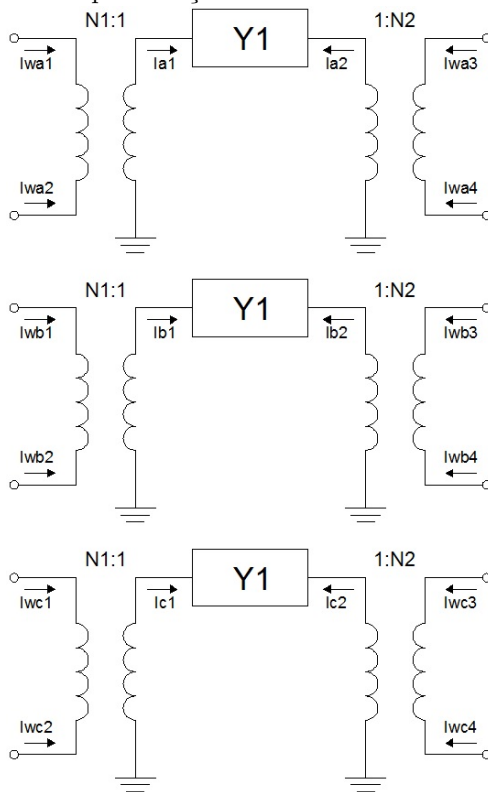 N1:1 Y1 1:N2
Iwa1 Ia1 Ia2 Iwa3
Iwa2 Iwa4
N1:1 Y1 1:N2
Iwb1 Ib1 Ib2 Iwb3
Iwb2 Iwb4
N1:1 Y1 1:N2
Iwc1 Ic1 Ic2 Iwc3
Iwc2 Iwc4